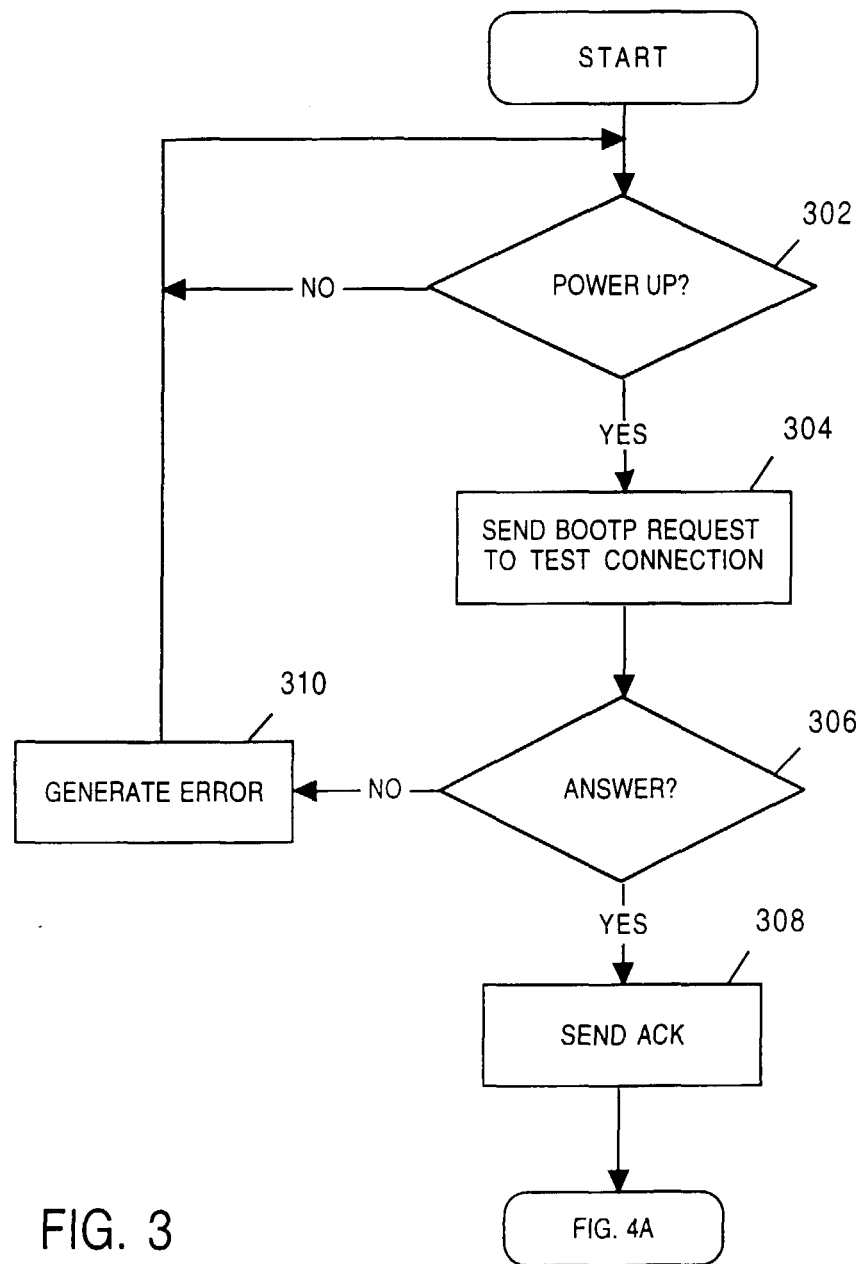 START
302
POWER UP?
NO
YES
304
SEND BOOTP REQUEST
TO TEST CONNECTION
310
306
GENERATE ERROR
NO
ANSWER?
YES
308
SEND ACK
FIG. 3
FIG. 4A